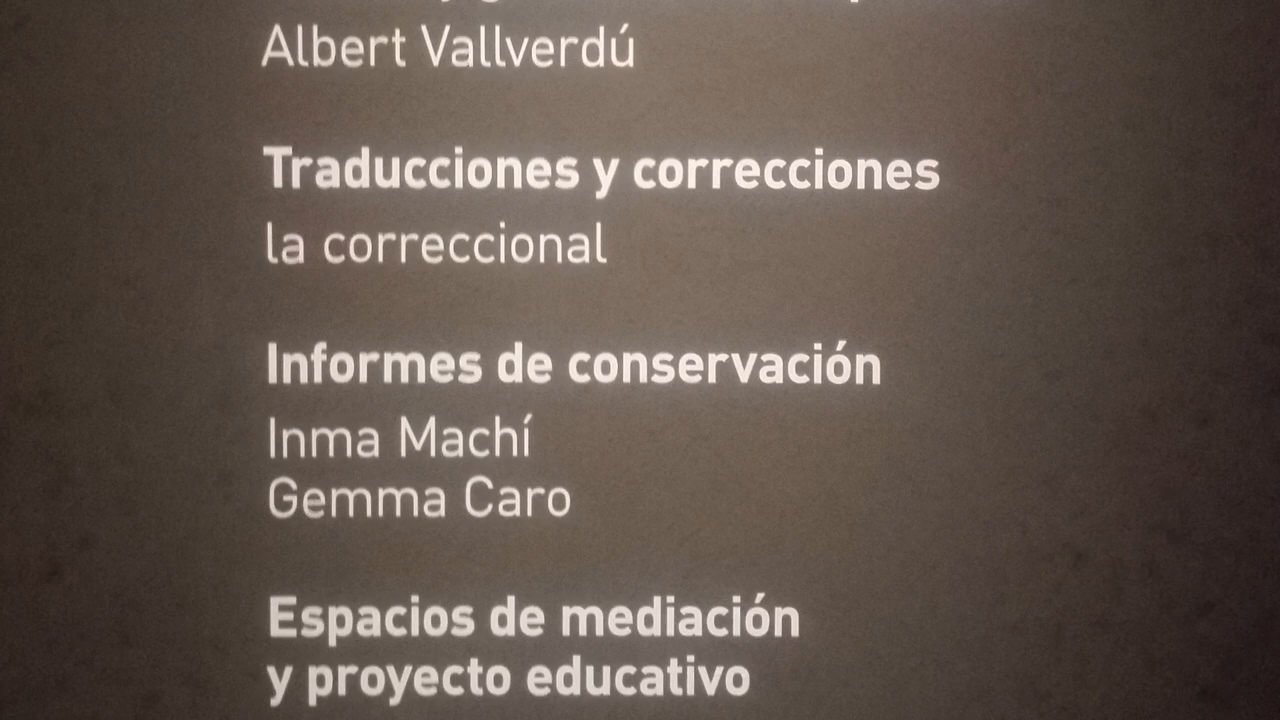 Albert Vallverdú
Traducciones y correcciones
la correccional
Informes de conservación
Inma Machí
Gemma Caro
Espacios de mediación
y proyecto educativo